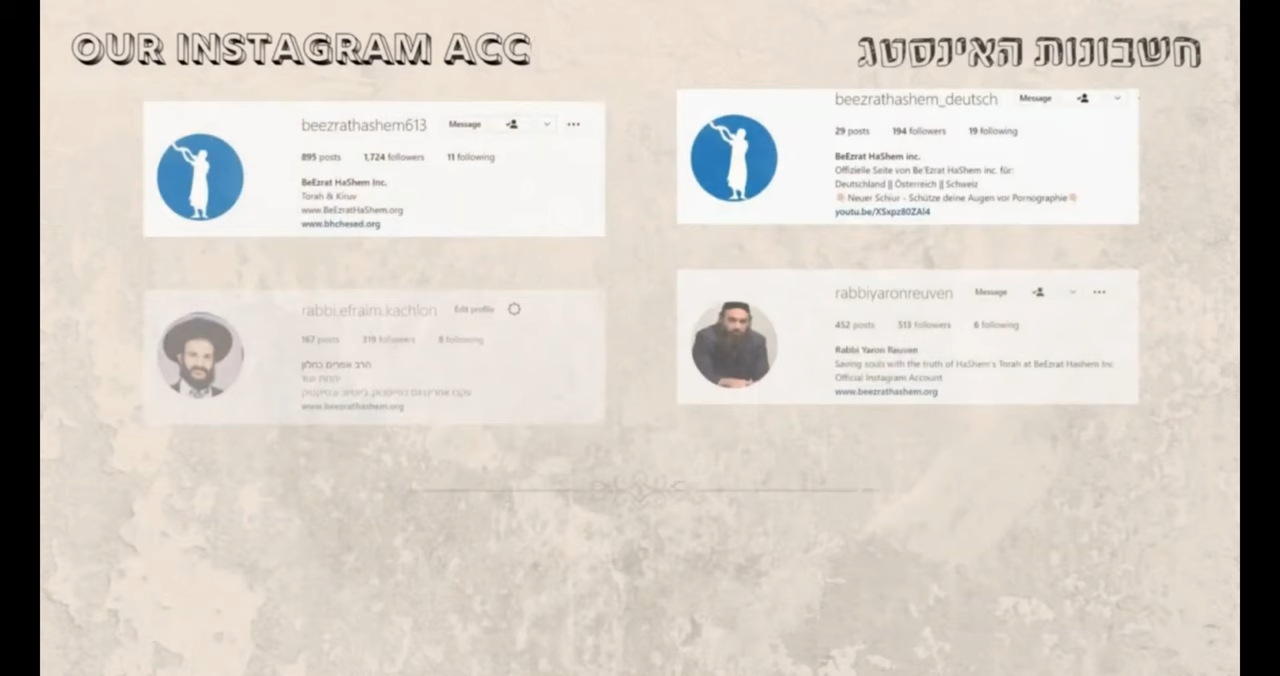 OUR INSTAGRAM ACC
חשבונות האינסטג
beezrathashem613 Message
895 posts 1,724 followers 11 following
BeEzrat HaShem Inc.
Torah & Kiruv
www.BeEzratHaShem.org
www.bhchesed.org
beezrathashem_deutsch Message
29 posts 194 followers 19 following
BeEzrat HaShem inc.
Offizielle Seite von Be'Ezrat HaShem inc. für:
Deutschland || Österreich || Schweiz
Neuer Schiur - Schütze deine Augen vor Pornographie
youtu.be/XSxpz80ZAl4
rabbi.efraim.kachlon Edit profile
167 posts 319 followers 8 following
הרב אפרים כחלון
יהדות
www.beezrathashem.org
rabbiyaronreuven Message
452 posts 513 followers 6 following
Rabbi Yaron Reuven
Saving souls with the truth of HaShem's Torah at BeEzrat Hashem Inc
Official Instagram Account
www.beezrathashem.org